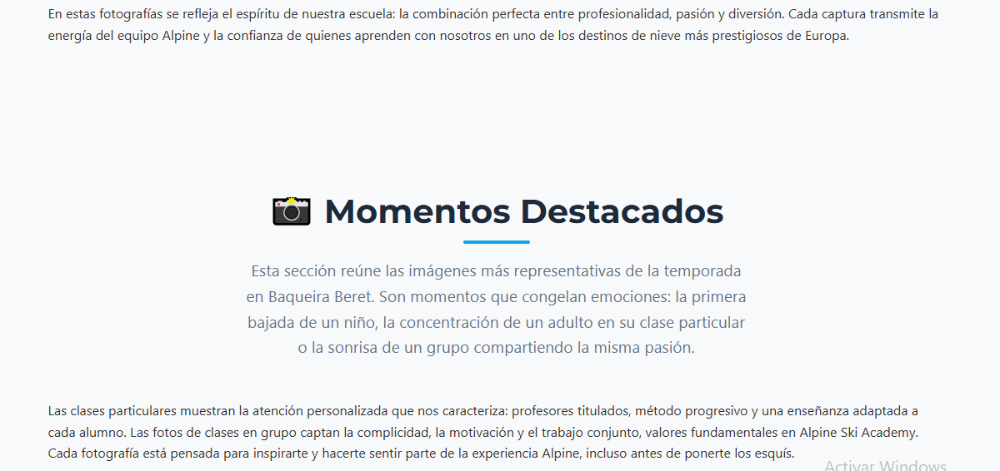 En estas fotografías se refleja el espíritu de nuestra escuela: la combinación perfecta entre profesionalidad, pasión y diversión. Cada captura transmite la
energía del equipo Alpine y la confianza de quienes aprenden con nosotros en uno de los destinos de nieve más prestigiosos de Europa.
Momentos Destacados
Esta sección reúne las imágenes más representativas de la temporada
en Baqueira Beret. Son momentos que congelan emociones: la primera
bajada de un niño, la concentración de un adulto en su clase particular
o la sonrisa de un grupo compartiendo la misma pasión.
Las clases particulares muestran la atención personalizada que nos caracteriza: profesores titulados, método progresivo y una enseñanza adaptada a
cada alumno. Las fotos de clases en grupo captan la complicidad, la motivación y el trabajo conjunto, valores fundamentales en Alpine Ski Academy.
Cada fotografía está pensada para inspirarte y hacerte sentir parte de la experiencia Alpine, incluso antes de ponerte los esquís.
Activar Windows